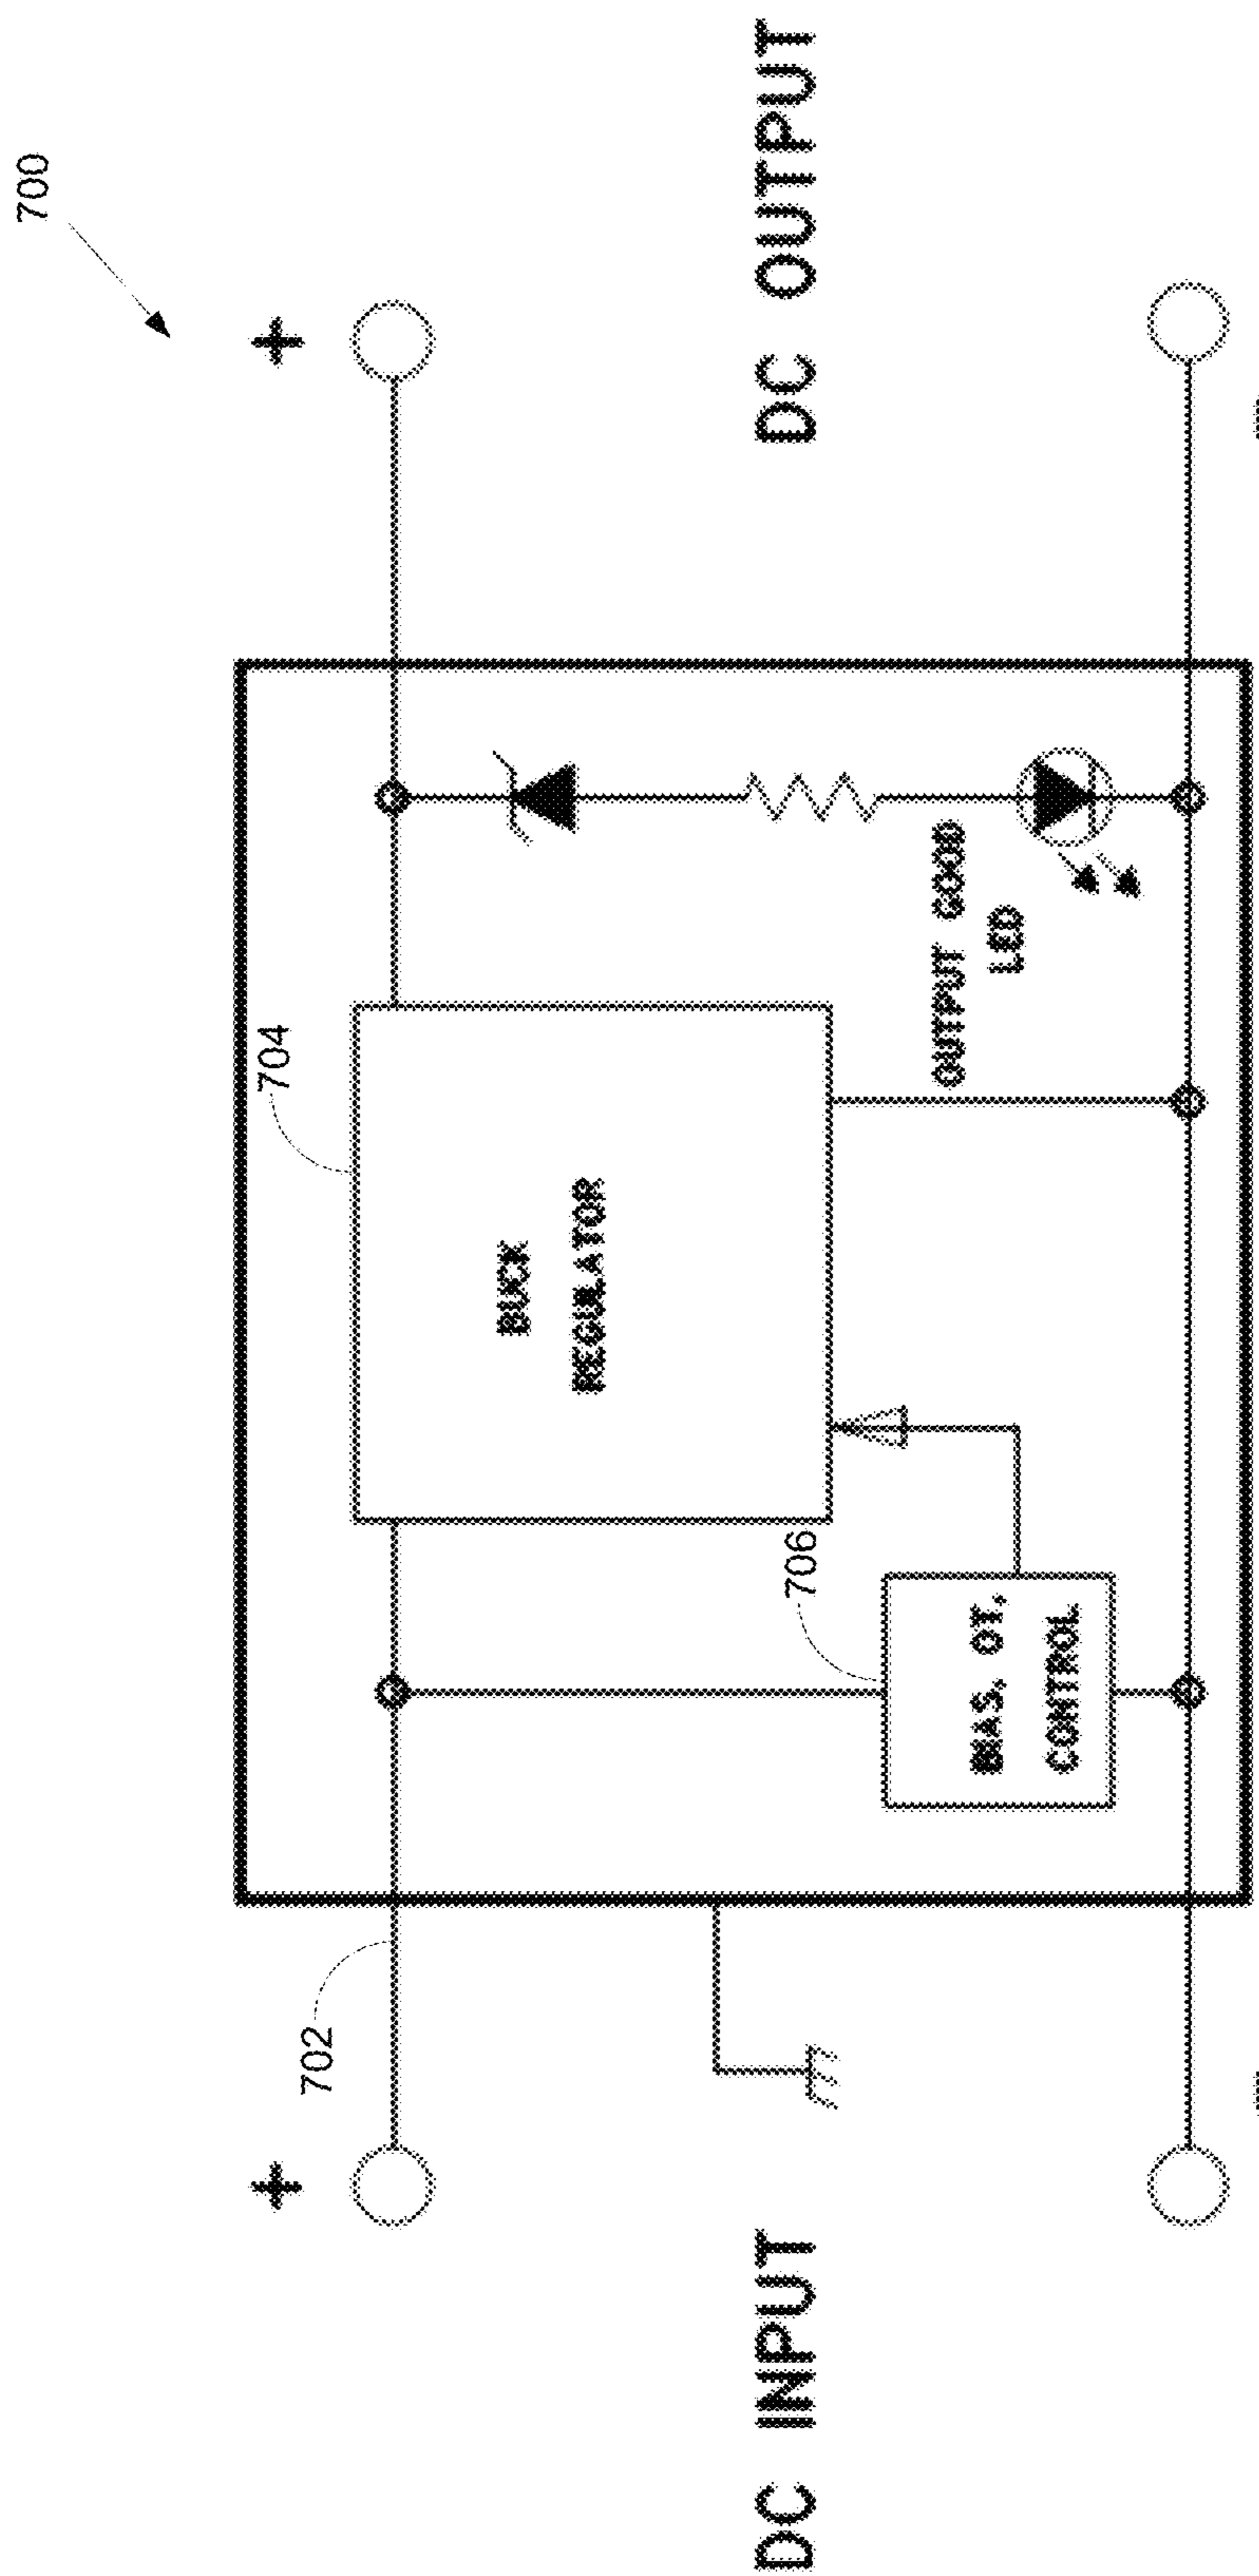 700
+
+
702
704
DC INPUT
DC OUTPUT
BUCK
REGULATOR
706
OUTPUT GOOD
LED
BIAS, OT,
CONTROL
-
-